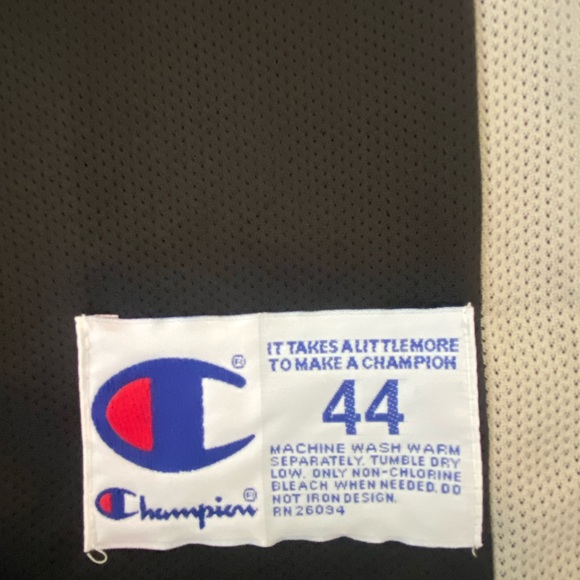 IT TAKES A LITTLE MORE
TO MAKE A CHAMPION
44
MACHINE WASH WARM
SEPARATELY. TUMBLE DRY
LOW. ONLY NON-CHLORINE
BLEACH WHEN NEEDED. DO
NOT IRON DESIGN.
RN 26094
®
Champion®